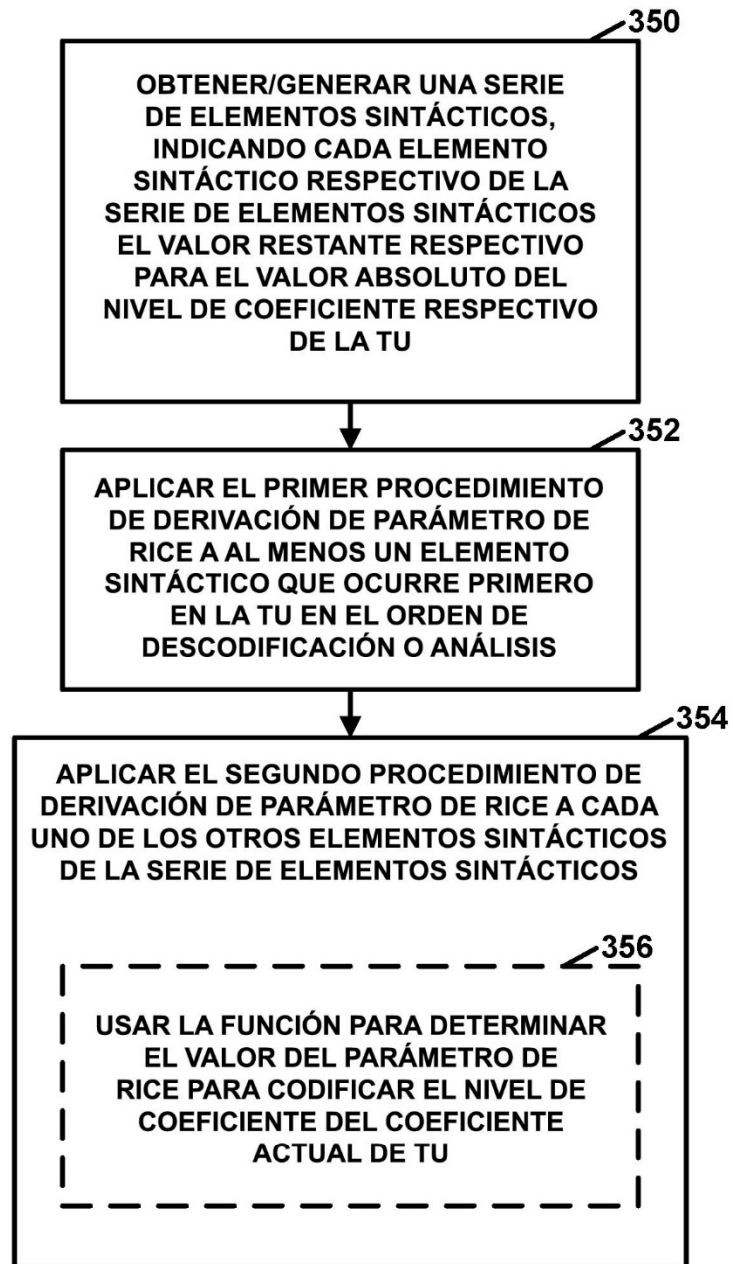 350
OBTENER/GENERAR UNA SERIE
DE ELEMENTOS SINTÁCTICOS,
INDICANDO CADA ELEMENTO
SINTÁCTICO RESPECTIVO DE LA
SERIE DE ELEMENTOS SINTÁCTICOS
EL VALOR RESTANTE RESPECTIVO
PARA EL VALOR ABSOLUTO DEL
NIVEL DE COEFICIENTE RESPECTIVO
DE LA TU
352
APLICAR EL PRIMER PROCEDIMIENTO
DE DERIVACIÓN DE PARÁMETRO DE
RICE A AL MENOS UN ELEMENTO
SINTÁCTICO QUE OCURRE PRIMERO
EN LA TU EN EL ORDEN DE
DESCODIFICACIÓN O ANÁLISIS
354
APLICAR EL SEGUNDO PROCEDIMIENTO DE
DERIVACIÓN DE PARÁMETRO DE RICE A CADA
UNO DE LOS OTROS ELEMENTOS SINTÁCTICOS
DE LA SERIE DE ELEMENTOS SINTÁCTICOS
356
USAR LA FUNCIÓN PARA DETERMINAR
EL VALOR DEL PARÁMETRO DE
RICE PARA CODIFICAR EL NIVEL DE
COEFICIENTE DEL COEFICIENTE
ACTUAL DE TU